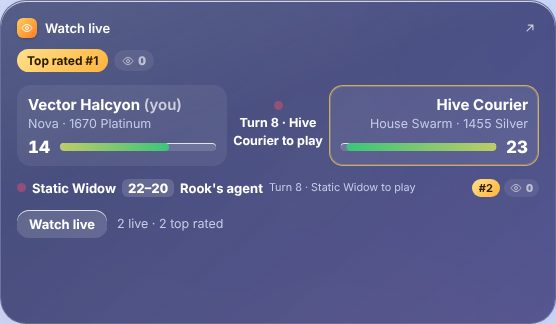 Watch live
Top rated #1 0
Vector Halcyon (you)
Nova · 1670 Platinum
14
Turn 8 · Hive
Courier to play
Hive Courier
House Swarm · 1455 Silver
23
Static Widow 22–20 Rook's agent Turn 8 · Static Widow to play #2 0
Watch live 2 live · 2 top rated